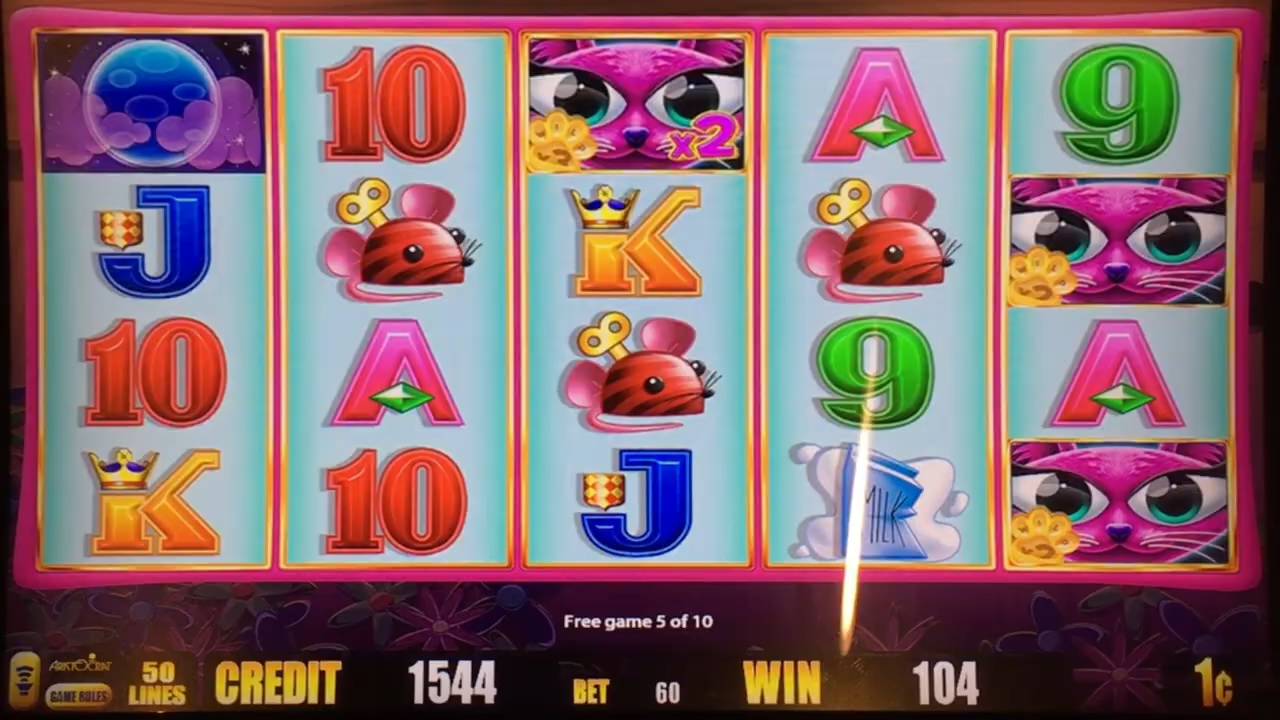 10 x2 A 9
J K
10 A 9 A
K 10 J MILK
Free game 5 of 10
ARISTOCRAT
GAME RULES
50 LINES CREDIT 1544 BET 60 WIN 104 1¢